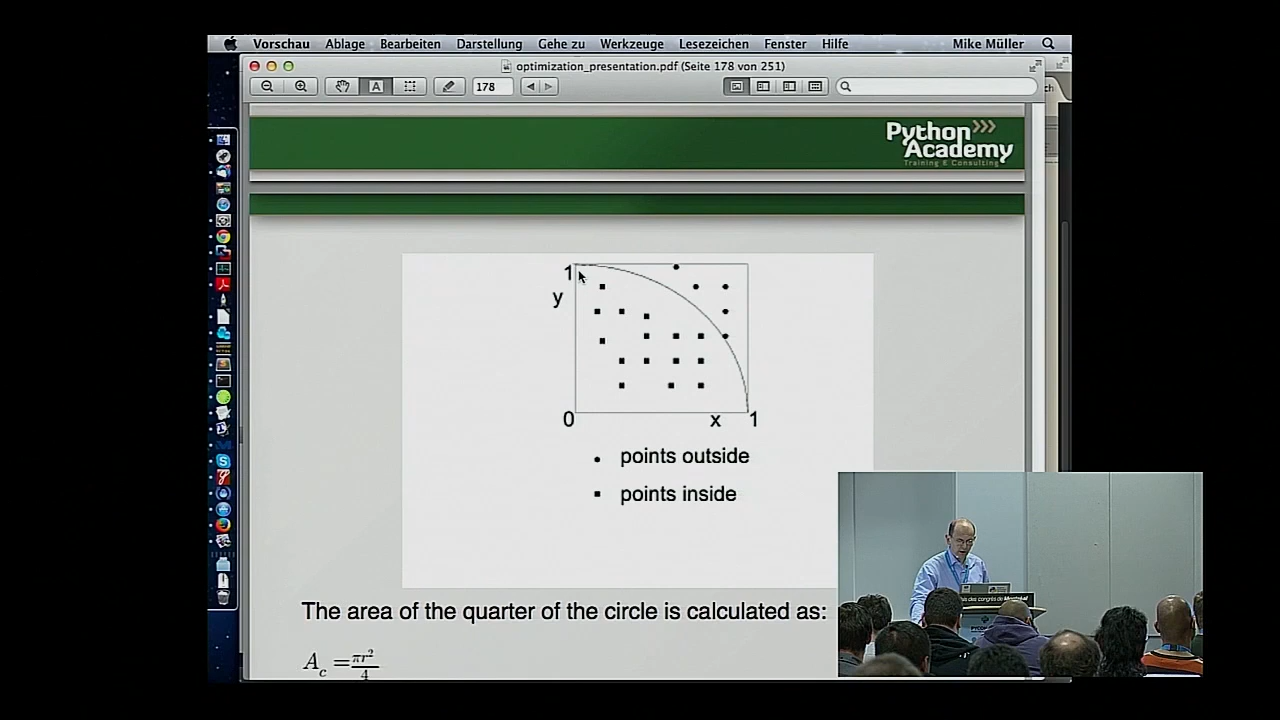 Vorschau Ablage Bearbeiten Darstellung Gehe zu Werkzeuge Lesezeichen Fenster Hilfe Mike Müller
optimization_presentation.pdf (Seite 178 von 251)
A 178
Python
Academy
Training & Consulting
1
y
0 x 1
points outside
points inside
The area of the quarter of the circle is calculated as:
A_c = πr²/4